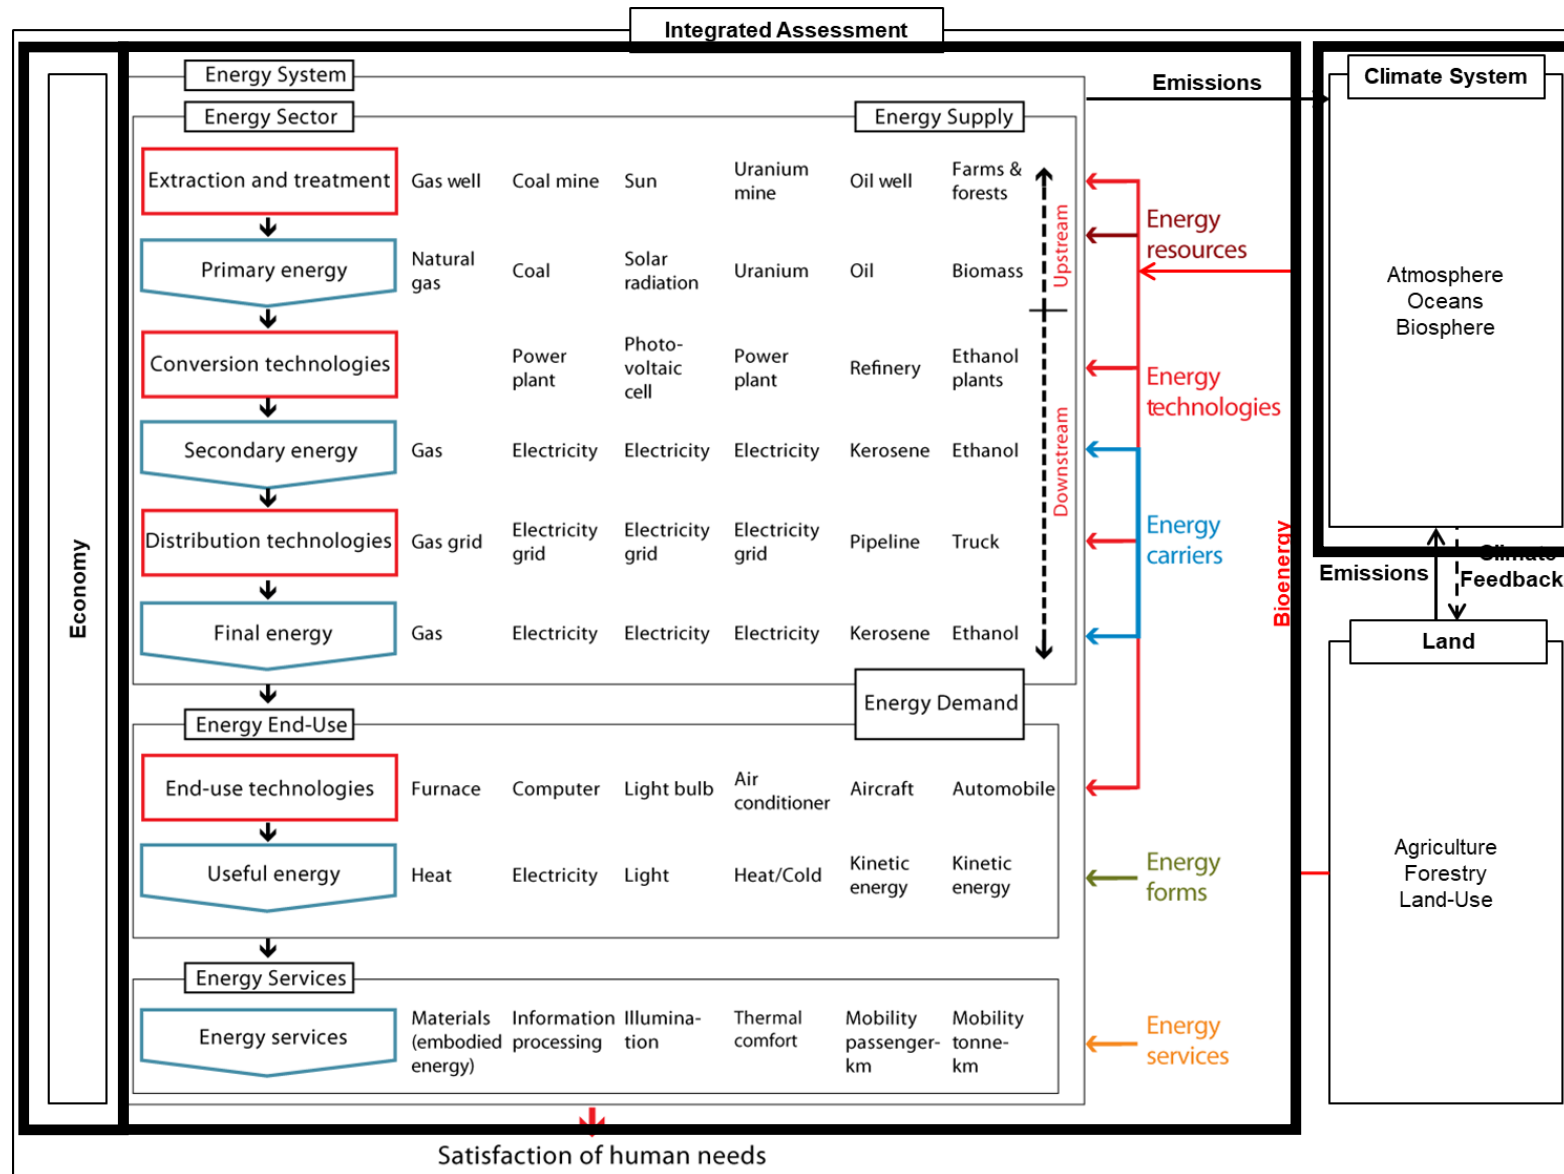 Integrated Assessment
Energy System
Energy Sector
Energy Supply
Emissions
Climate System
Extraction and treatment
Gas well
Coal mine
Sun
Uranium
mine
Oil well
Farms &
forests
Upstream
Energy
resources
Primary energy
Natural
gas
Coal
Solar
radiation
Uranium
Oil
Biomass
Atmosphere
Oceans
Biosphere
Conversion technologies
Power
plant
Photo-
voltaic
cell
Power
plant
Refinery
Ethanol
plants
Energy
technologies
Downstream
Secondary energy
Gas
Electricity
Electricity
Electricity
Kerosene
Ethanol
Distribution technologies
Gas grid
Electricity
grid
Electricity
grid
Electricity
grid
Pipeline
Truck
Energy
carriers
Bioenergy
Economy
Emissions
Climate
Feedback
Final energy
Gas
Electricity
Electricity
Electricity
Kerosene
Ethanol
Land
Energy Demand
Energy End-Use
End-use technologies
Furnace
Computer
Light bulb
Air
conditioner
Aircraft
Automobile
Useful energy
Heat
Electricity
Light
Heat/Cold
Kinetic
energy
Kinetic
energy
Energy
forms
Agriculture
Forestry
Land-Use
Energy Services
Energy services
Materials
(embodied
energy)
Information
processing
Illumina-
tion
Thermal
comfort
Mobility
passenger-
km
Mobility
tonne-
km
Energy
services
Satisfaction of human needs